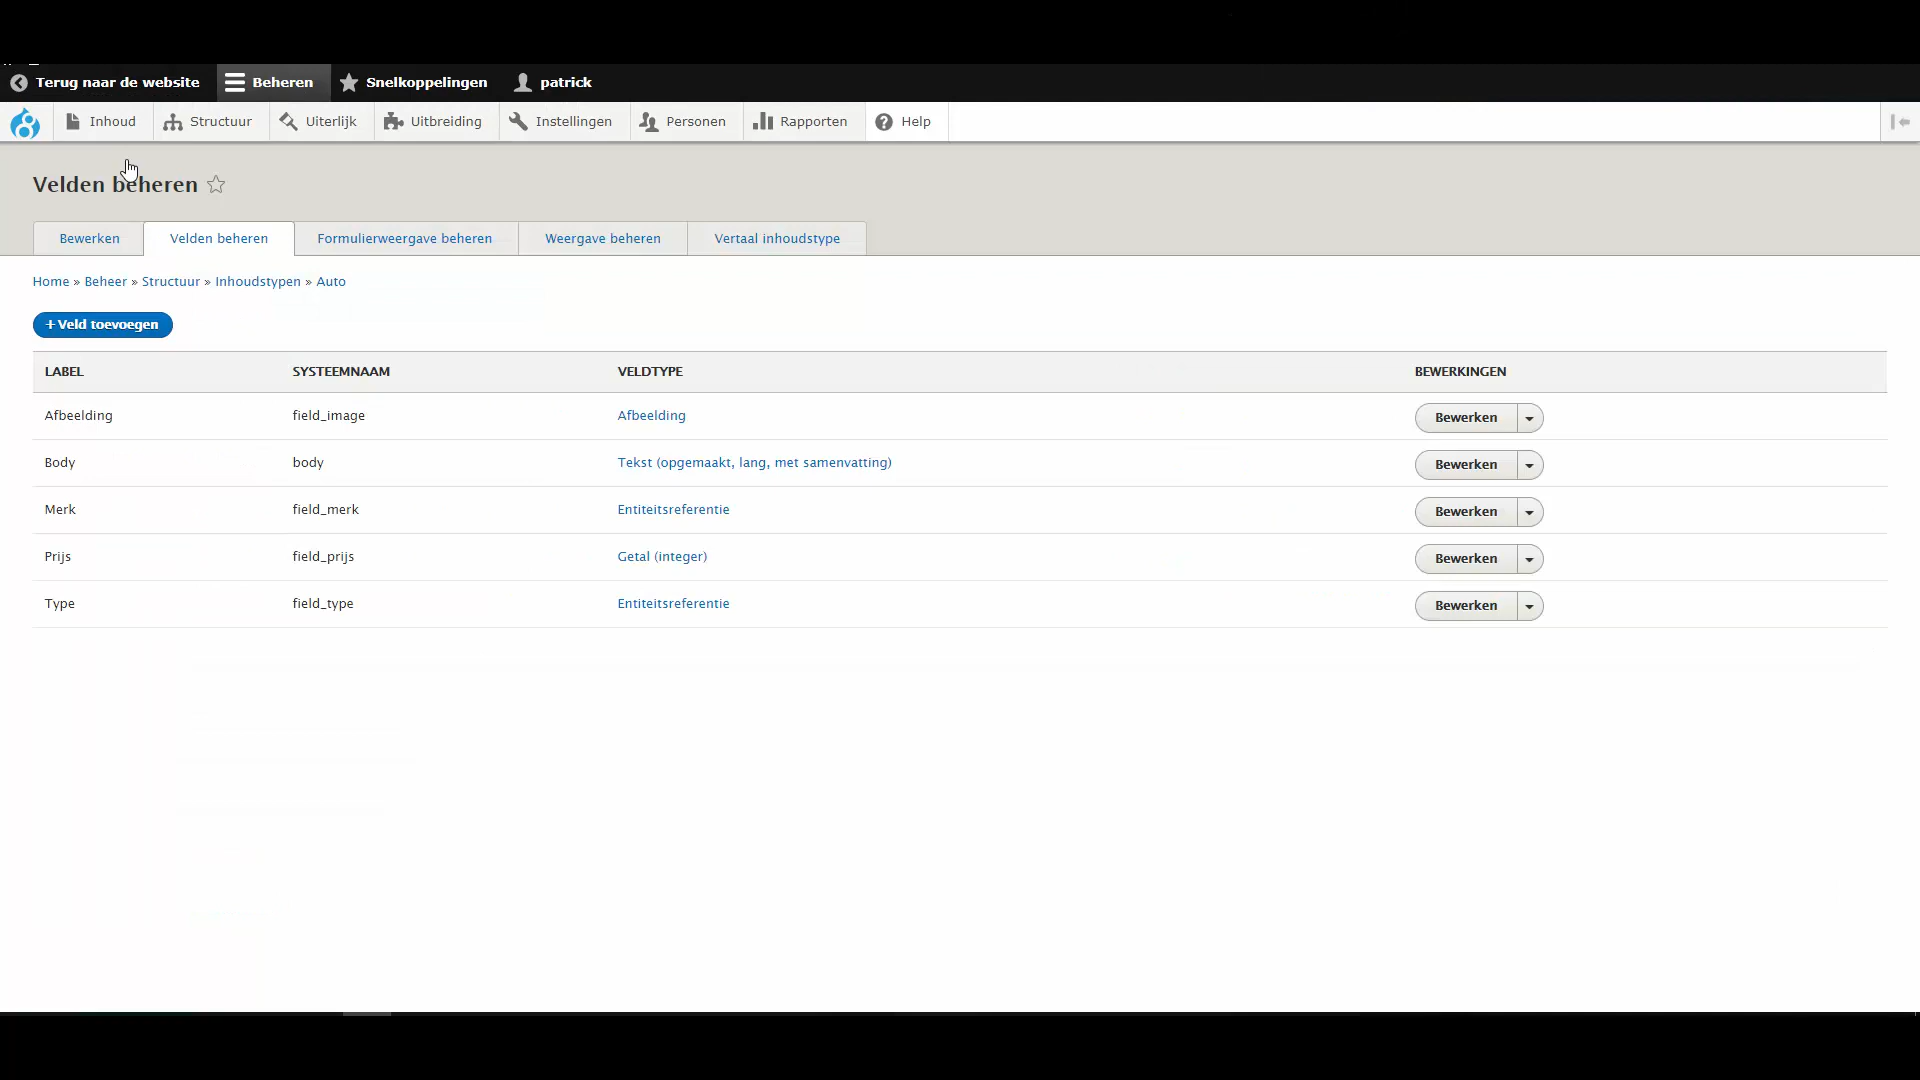 Terug naar de website Beheren Snelkoppelingen patrick
Inhoud Structuur Uiterlijk Uitbreiding Instellingen Personen Rapporten Help
Velden beheren
Bewerken Velden beheren Formulierweergave beheren Weergave beheren Vertaal inhoudstype
Home » Beheer » Structuur » Inhoudstypen » Auto
+ Veld toevoegen
LABEL SYSTEEMNAAM VELDTYPE BEWERKINGEN
Afbeelding field_image Afbeelding Bewerken
Body body Tekst (opgemaakt, lang, met samenvatting) Bewerken
Merk field_merk Entiteitsreferentie Bewerken
Prijs field_prijs Getal (integer) Bewerken
Type field_type Entiteitsreferentie Bewerken